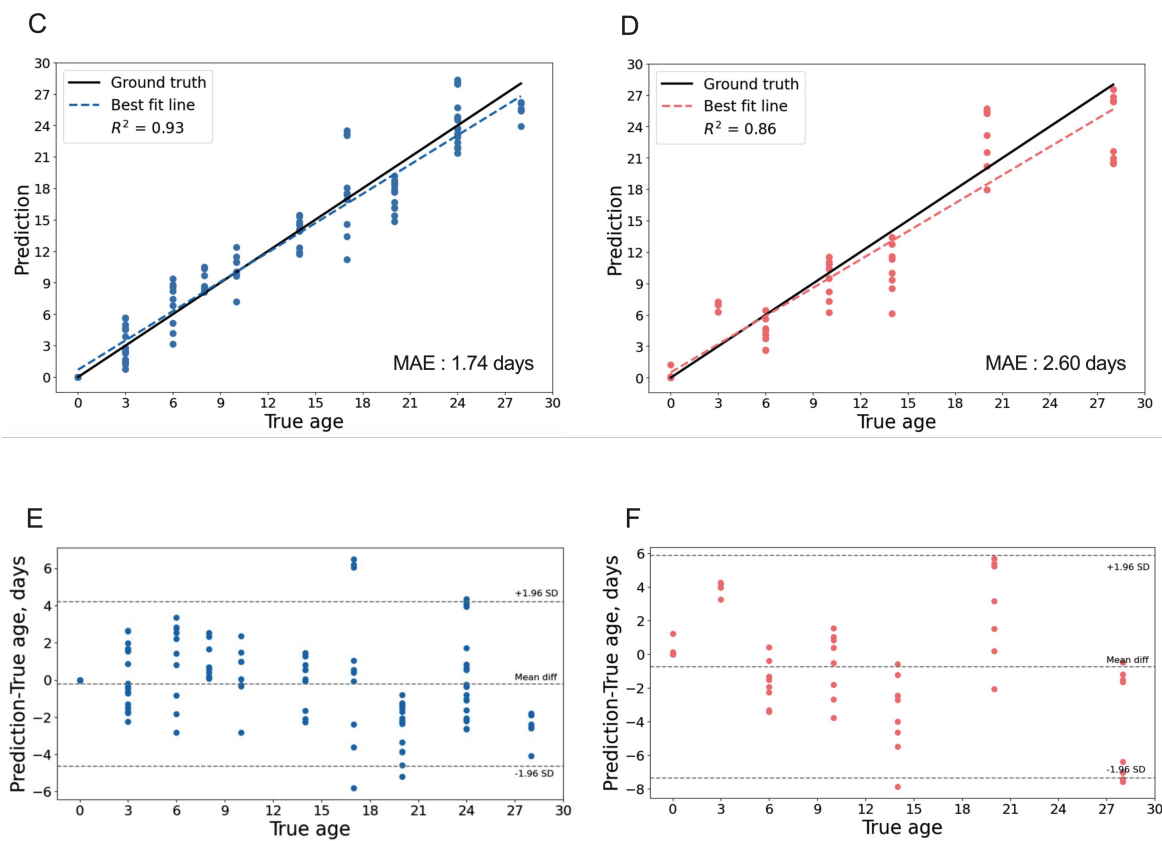 C
30
27
24
21
18
15
12
9
6
3
0
Prediction
Ground truth
Best fit line
R² = 0.93
MAE : 1.74 days
0 3 6 9 12 15 18 21 24 27 30
True age
D
30
27
24
21
18
15
12
9
6
3
0
Prediction
Ground truth
Best fit line
R² = 0.86
MAE : 2.60 days
0 3 6 9 12 15 18 21 24 27 30
True age
E
6
4
2
0
−2
−4
−6
Prediction-True age, days
+1.96 SD
Mean diff
-1.96 SD
0 3 6 9 12 15 18 21 24 27 30
True age
F
6
4
2
0
−2
−4
−6
−8
Prediction-True age, days
+1.96 SD
Mean diff
-1.96 SD
0 3 6 9 12 15 18 21 24 27 30
True age